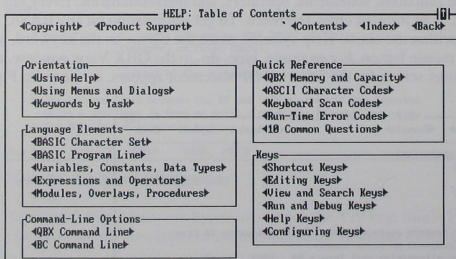 HELP: Table of Contents
◄Copyright► ◄Product Support► ◄Contents► ◄Index► ◄Back►
Orientation
◄Using Help►
◄Using Menus and Dialogs►
◄Keywords by Task►
Language Elements
◄BASIC Character Set►
◄BASIC Program Line►
◄Variables, Constants, Data Types►
◄Expressions and Operators►
◄Modules, Overlays, Procedures►
Command-Line Options
◄QBX Command Line►
◄BC Command Line►
Quick Reference
◄QBX Memory and Capacity►
◄ASCII Character Codes►
◄Keyboard Scan Codes►
◄Run-Time Error Codes►
◄10 Common Questions►
Keys
◄Shortcut Keys►
◄Editing Keys►
◄View and Search Keys►
◄Run and Debug Keys►
◄Help Keys►
◄Configuring Keys►